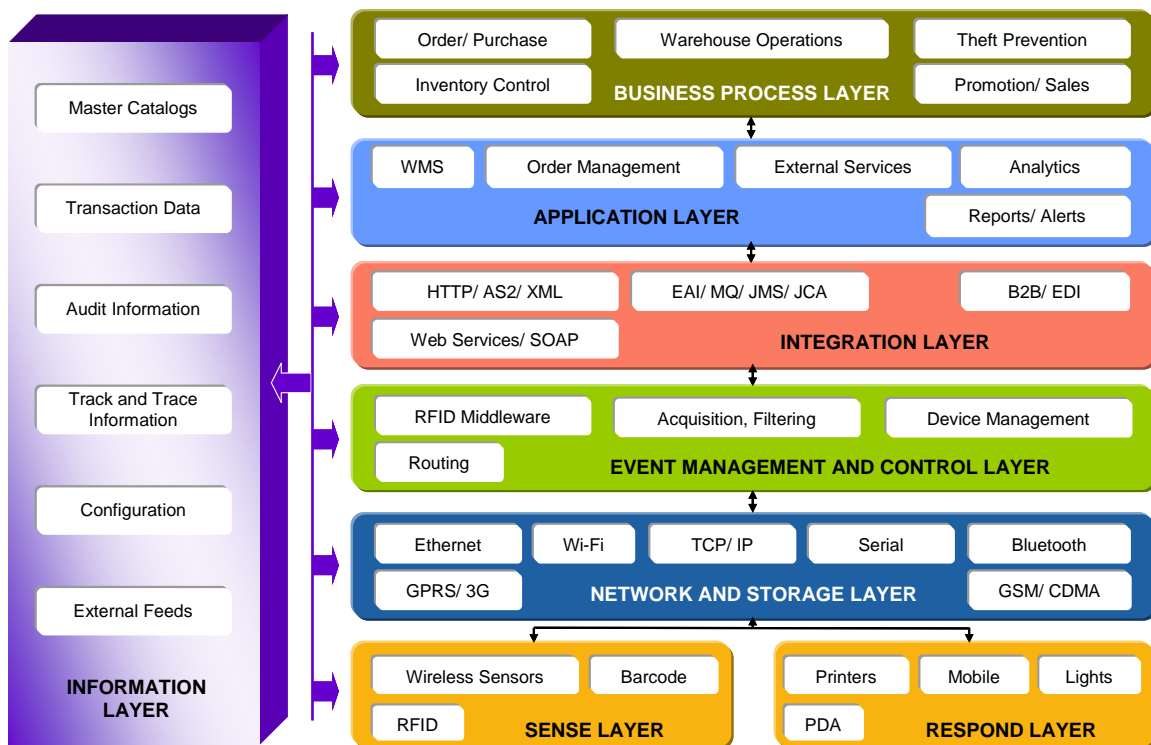 Master Catalogs
Transaction Data
Audit Information
Track and Trace
Information
Configuration
External Feeds
INFORMATION
LAYER
Order/ Purchase
Warehouse Operations
Theft Prevention
Inventory Control
Promotion/ Sales
BUSINESS PROCESS LAYER
WMS
Order Management
External Services
Analytics
Reports/ Alerts
APPLICATION LAYER
HTTP/ AS2/ XML
EAI/ MQ/ JMS/ JCA
B2B/ EDI
Web Services/ SOAP
INTEGRATION LAYER
RFID Middleware
Acquisition, Filtering
Device Management
Routing
EVENT MANAGEMENT AND CONTROL LAYER
Ethernet
Wi-Fi
TCP/ IP
Serial
Bluetooth
GPRS/ 3G
GSM/ CDMA
NETWORK AND STORAGE LAYER
Wireless Sensors
Barcode
RFID
SENSE LAYER
Printers
Mobile
Lights
PDA
RESPOND LAYER